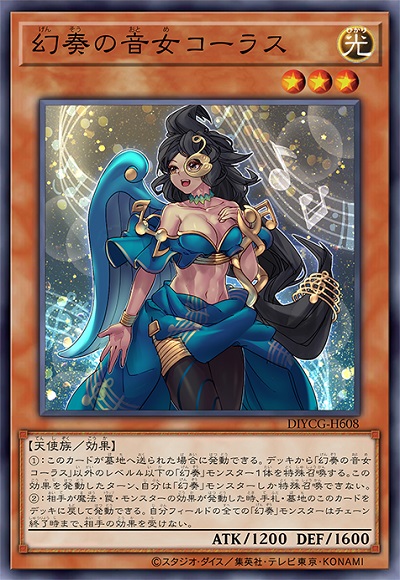 幻奏の音女コーラス
光
DIYCG-H608
【天使族／効果】
①：このカードが墓地へ送られた場合に発動できる。デッキから「幻奏の音女
コーラス」以外のレベル４以下の「幻奏」モンスター１体を特殊召喚する。この
効果を発動したターン、自分は「幻奏」モンスターしか特殊召喚できない。
②：相手が魔法・罠・モンスターの効果が発動した時、手札・墓地のこのカードを
デッキに戻して発動できる。自分フィールドの全ての「幻奏」モンスターはチェーン
終了時まで、相手の効果を受けない。
ATK/1200 DEF/1600
©スタジオ・ダイス／集英社・テレビ東京・KONAMI